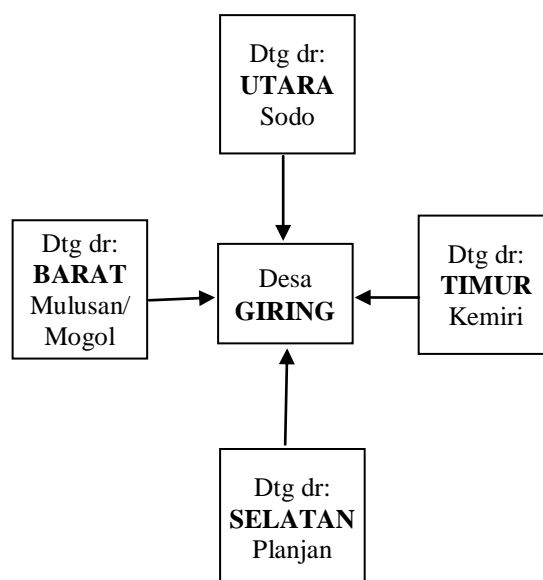 Dtg dr:
UTARA
Sodo
Dtg dr:
BARAT
Mulusan/
Mogol
Desa
GIRING
Dtg dr:
TIMUR
Kemiri
Dtg dr:
SELATAN
Planjan